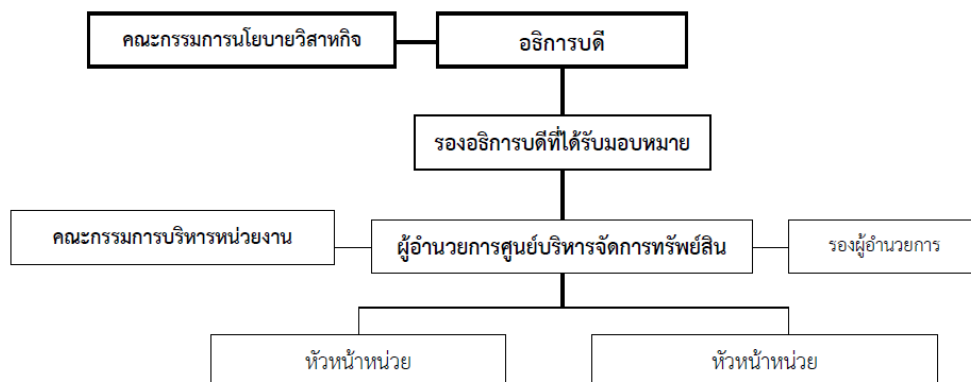 คณะกรรมการนโยบายวิสาหกิจ
อธิการบดี
รองอธิการบดีที่ได้รับมอบหมาย
คณะกรรมการบริหารหน่วยงาน
ผู้อำนวยการศูนย์บริหารจัดการทรัพย์สิน
รองผู้อำนวยการ
หัวหน้าหน่วย
หัวหน้าหน่วย